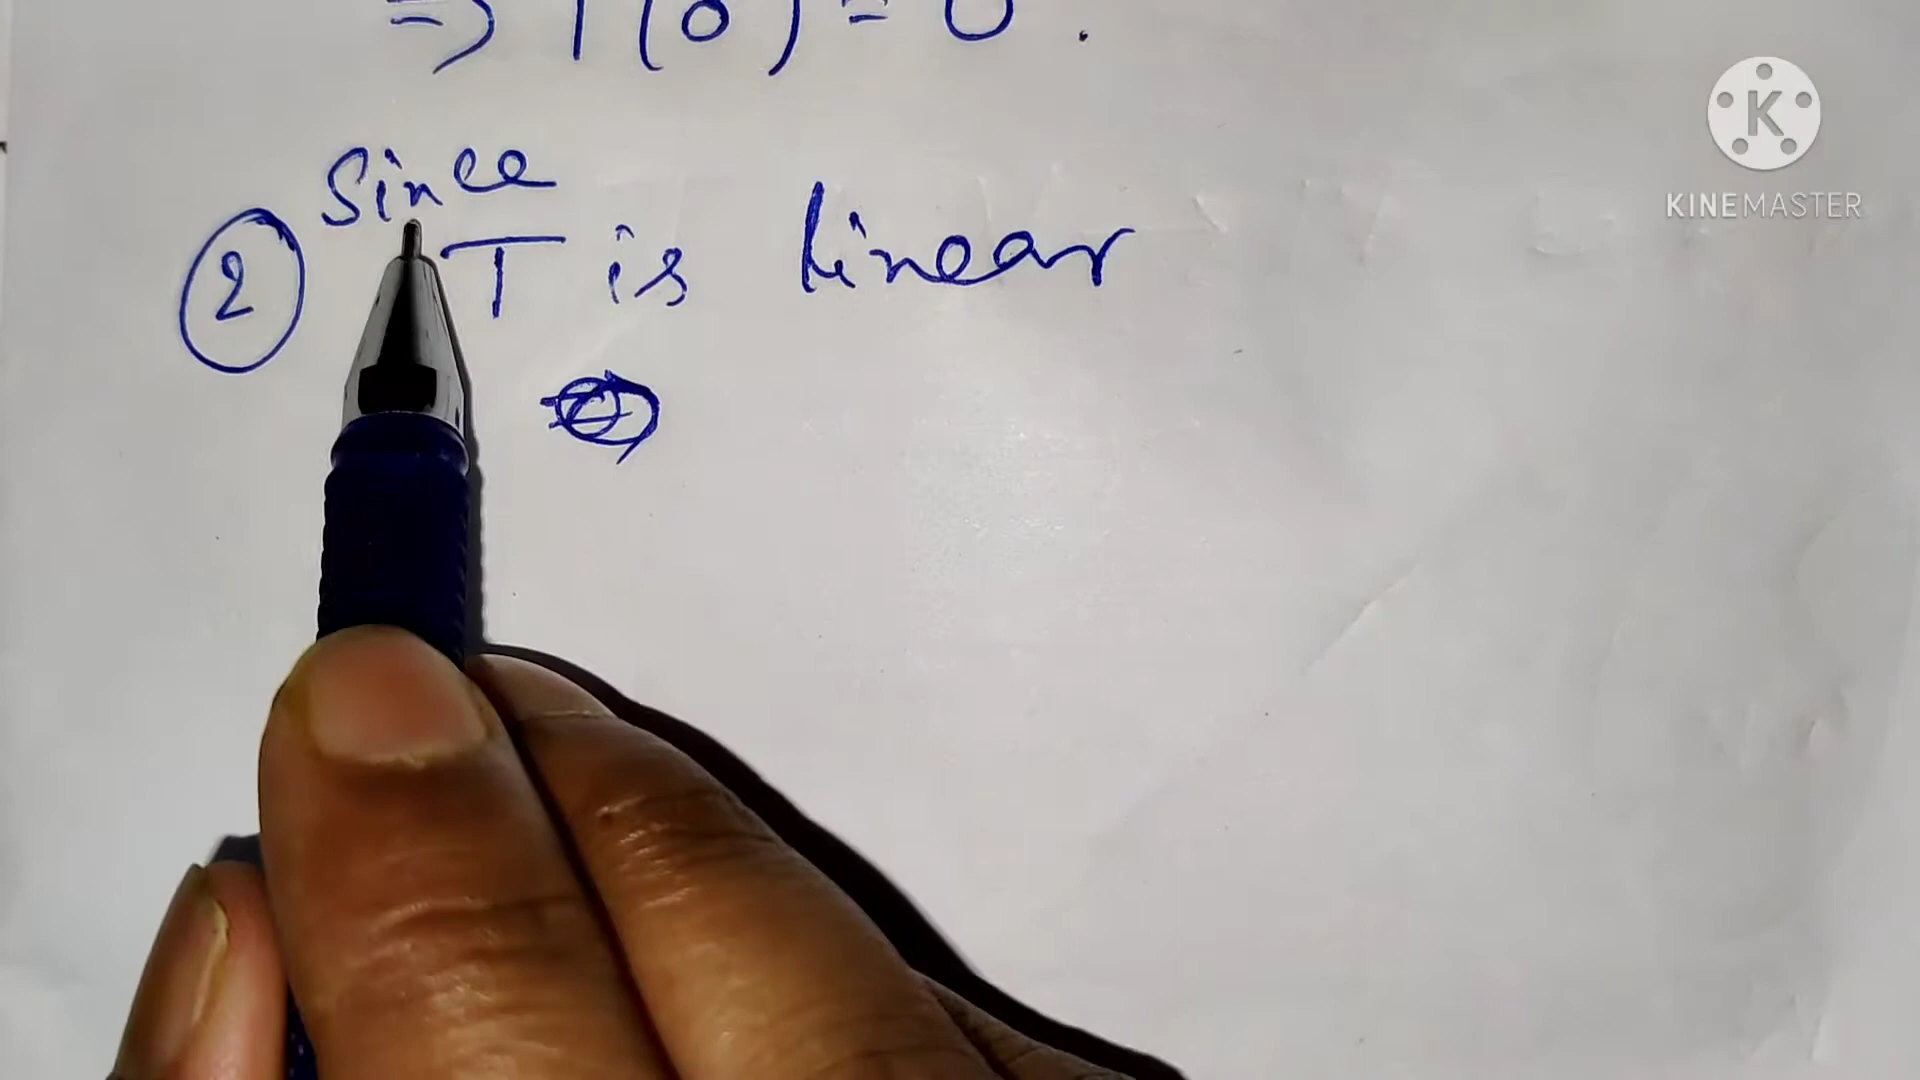 => T(0) = 0.
Since
② T is linear
K
KINEMASTER